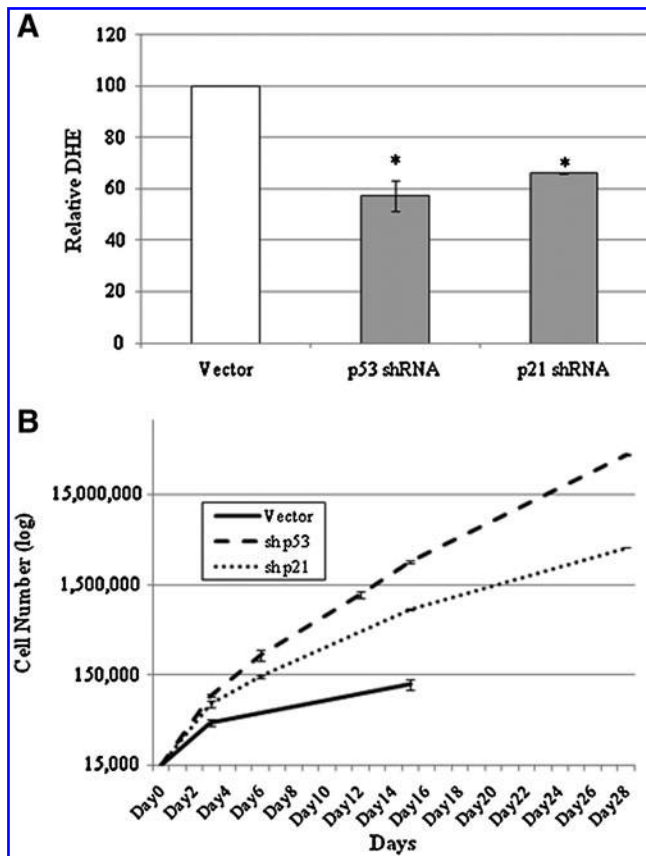 A
120
100
80
60
40
20
0
Relative DHE
*
*
Vector
p53 shRNA
p21 shRNA
B
15,000,000
1,500,000
150,000
15,000
Cell Number (log)
Vector
shp53
shp21
Day0
Day2
Day4
Day6
Day8
Day10
Day12
Day14
Day16
Day18
Day20
Day22
Day24
Day26
Day28
Days